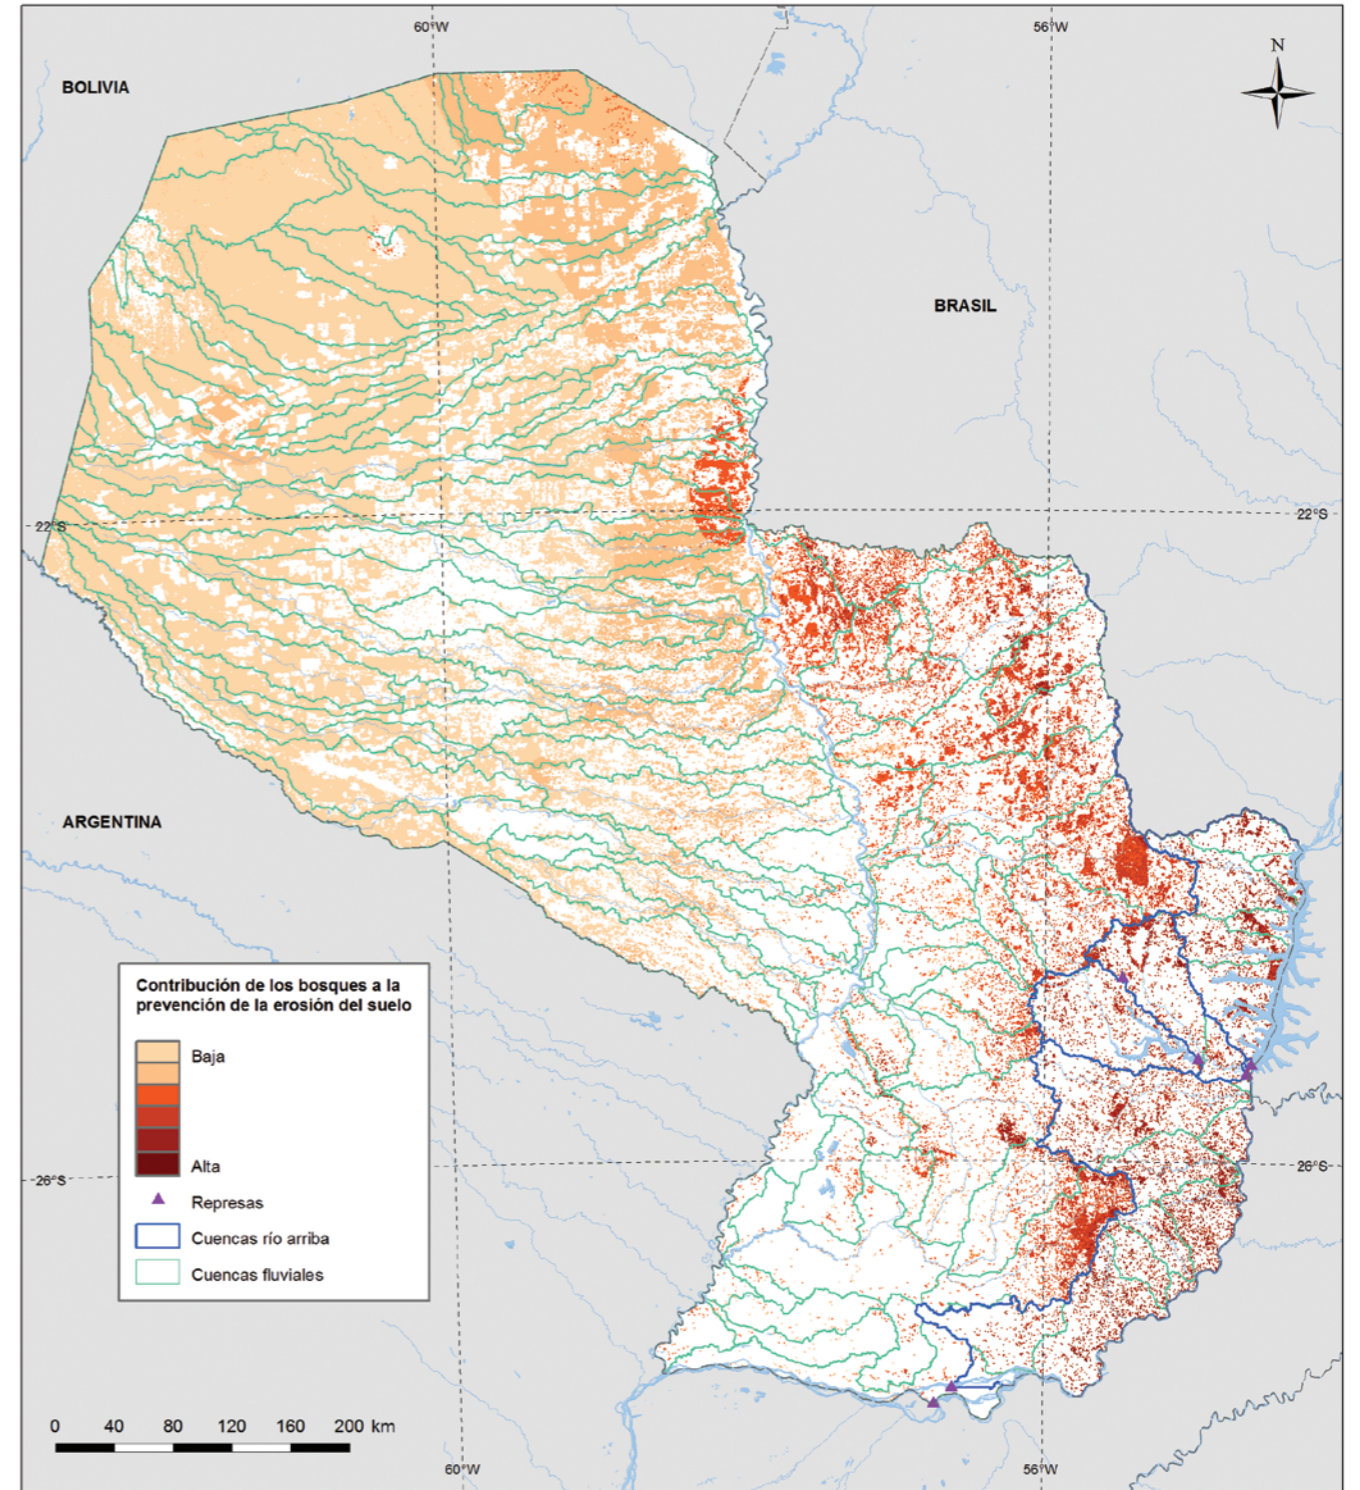 60°W
56°W
N
BOLIVIA
BRASIL
22°S
22°S
ARGENTINA
Contribución de los bosques a la
prevención de la erosión del suelo
Baja
Alta
Represas
Cuencas río arriba
Cuencas fluviales
26°S
26°S
0 40 80 120 160 200 km
60°W
56°W